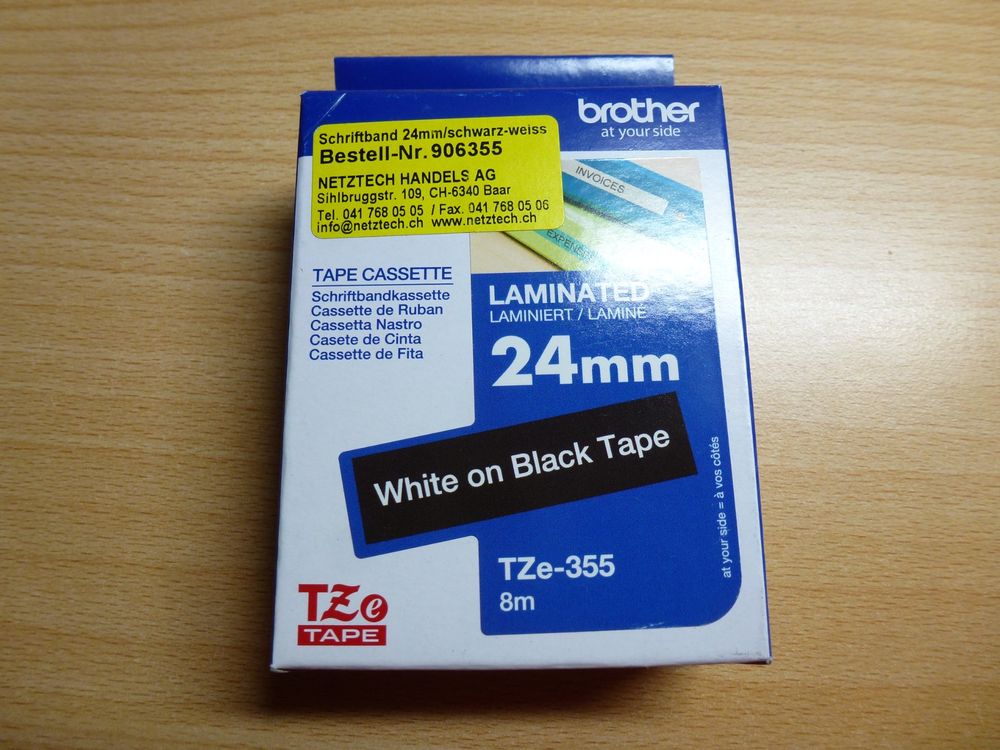 brother
at your side
Schriftband 24mm/schwarz-weiss
Bestell-Nr. 906355
NETZTECH HANDELS AG
Sihlbruggstr. 109, CH-6340 Baar
Tel. 041 768 05 05 / Fax. 041 768 05 06
info@netztech.ch www.netztech.ch
INVOICES
TAPE CASSETTE
Schriftbandkassette
Cassette de Ruban
Cassetta Nastro
Casete de Cinta
Cassette de Fita
LAMINATED
LAMINIERT / LAMINÉ
24mm
White on Black Tape
at your side = à vos côtés
TZe-355
8m
TZe
TAPE